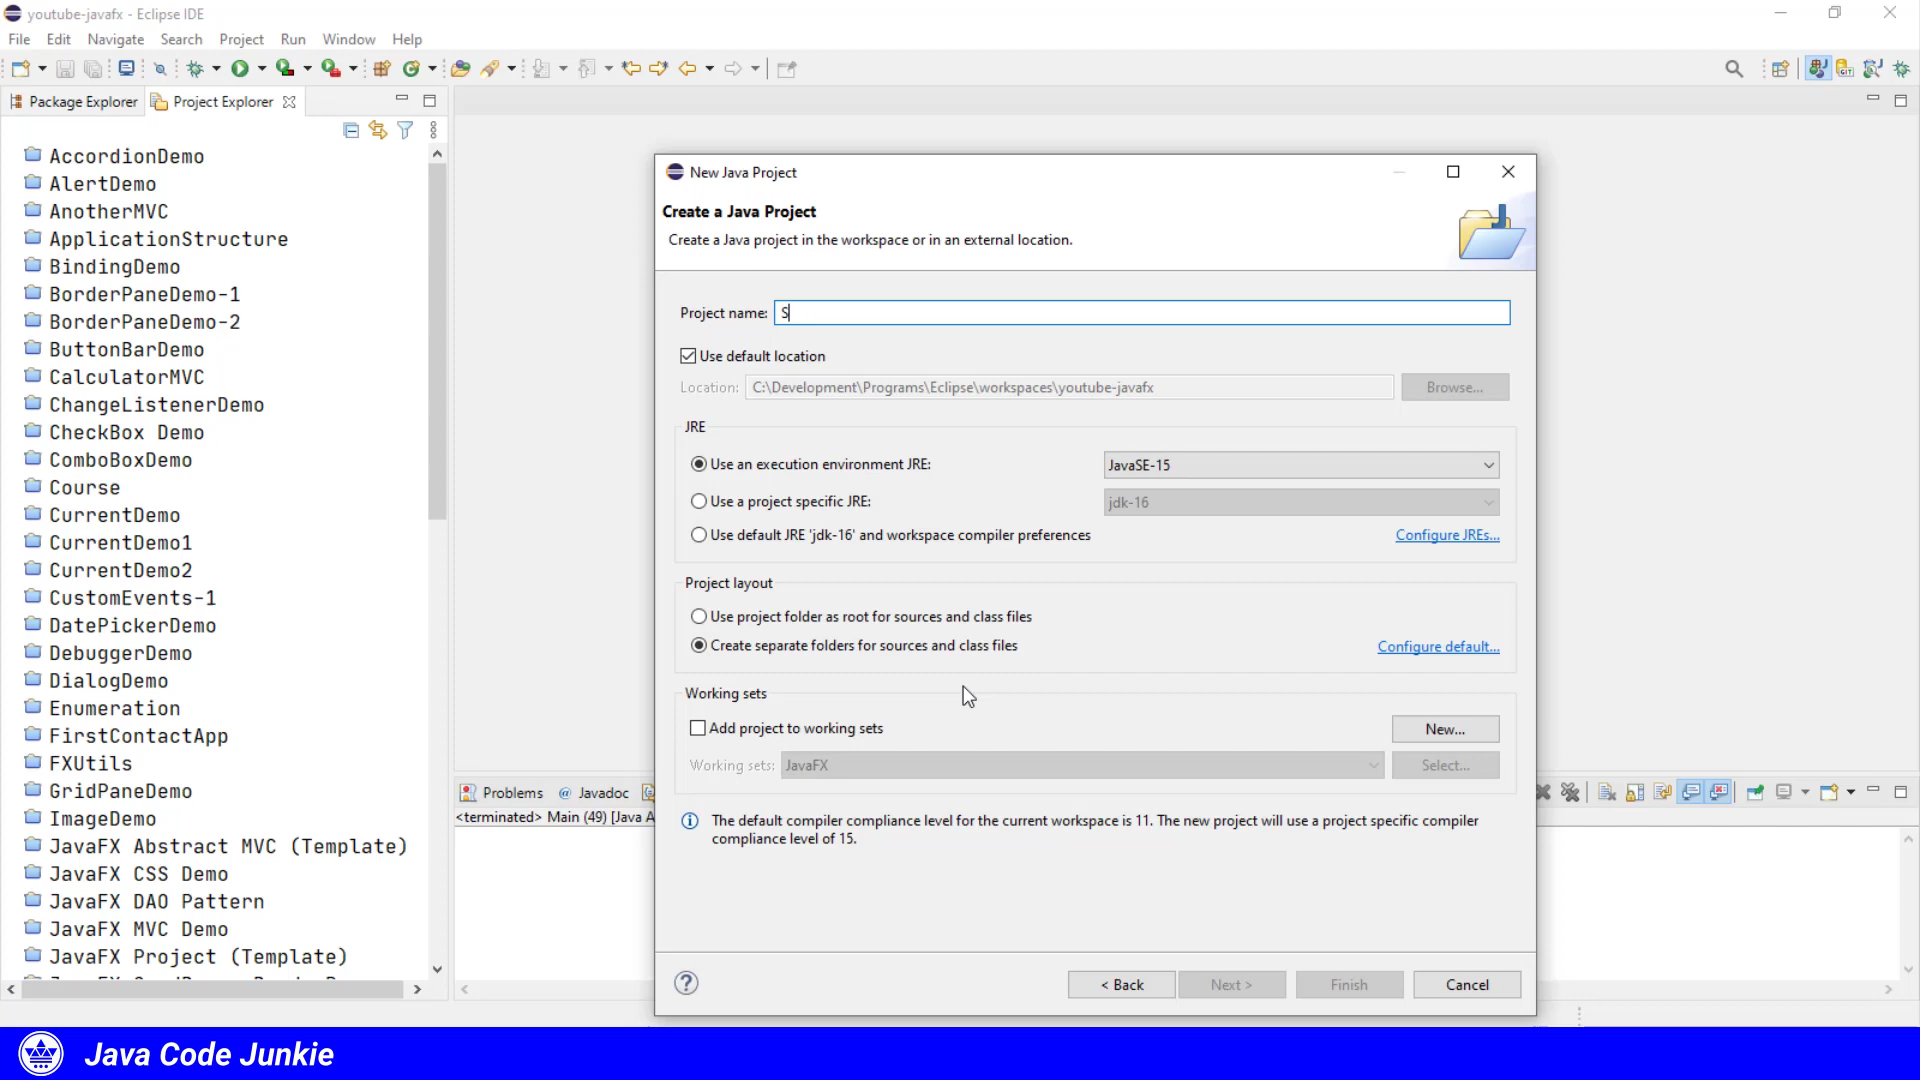 youtube-javafx - Eclipse IDE
File Edit Navigate Search Project Run Window Help
Package Explorer Project Explorer
AccordionDemo
AlertDemo
AnotherMVC
ApplicationStructure
BindingDemo
BorderPaneDemo-1
BorderPaneDemo-2
ButtonBarDemo
CalculatorMVC
ChangeListenerDemo
CheckBox Demo
ComboBoxDemo
Course
CurrentDemo
CurrentDemo1
CurrentDemo2
CustomEvents-1
DatePickerDemo
DebuggerDemo
DialogDemo
Enumeration
FirstContactApp
FXUtils
GridPaneDemo
ImageDemo
JavaFX Abstract MVC (Template)
JavaFX CSS Demo
JavaFX DAO Pattern
JavaFX MVC Demo
JavaFX Project (Template)
New Java Project
Create a Java Project
Create a Java project in the workspace or in an external location.
Project name: S
Use default location
Location: C:\Development\Programs\Eclipse\workspaces\youtube-javafx Browse...
JRE
Use an execution environment JRE: JavaSE-15
Use a project specific JRE: jdk-16
Use default JRE 'jdk-16' and workspace compiler preferences Configure JREs...
Project layout
Use project folder as root for sources and class files
Create separate folders for sources and class files Configure default...
Working sets
Add project to working sets New...
Working sets: JavaFX Select...
The default compiler compliance level for the current workspace is 11. The new project will use a project specific compiler
compliance level of 15.
< Back Next > Finish Cancel
Problems @ Javadoc
<terminated> Main (49) [Java A
Java Code Junkie